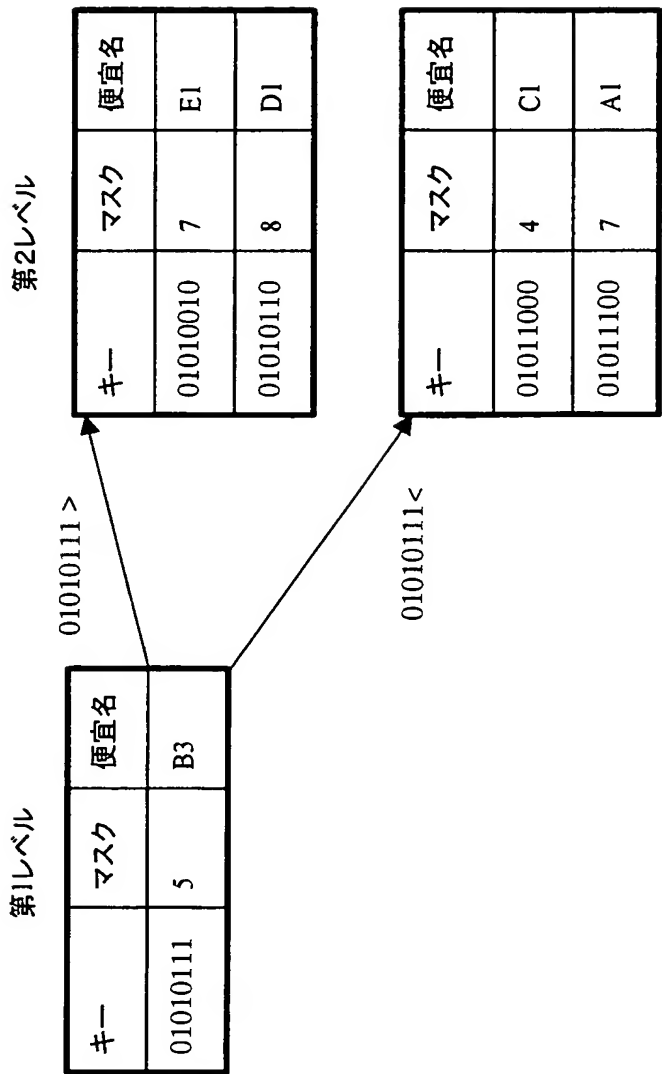 第1レベル
キー マスク 便宜名
01010111 5 B3
01010111 >
01010111 <
第2レベル
キー マスク 便宜名
01010010 7 E1
01010110 8 D1
キー マスク 便宜名
01011000 4 C1
01011100 7 A1